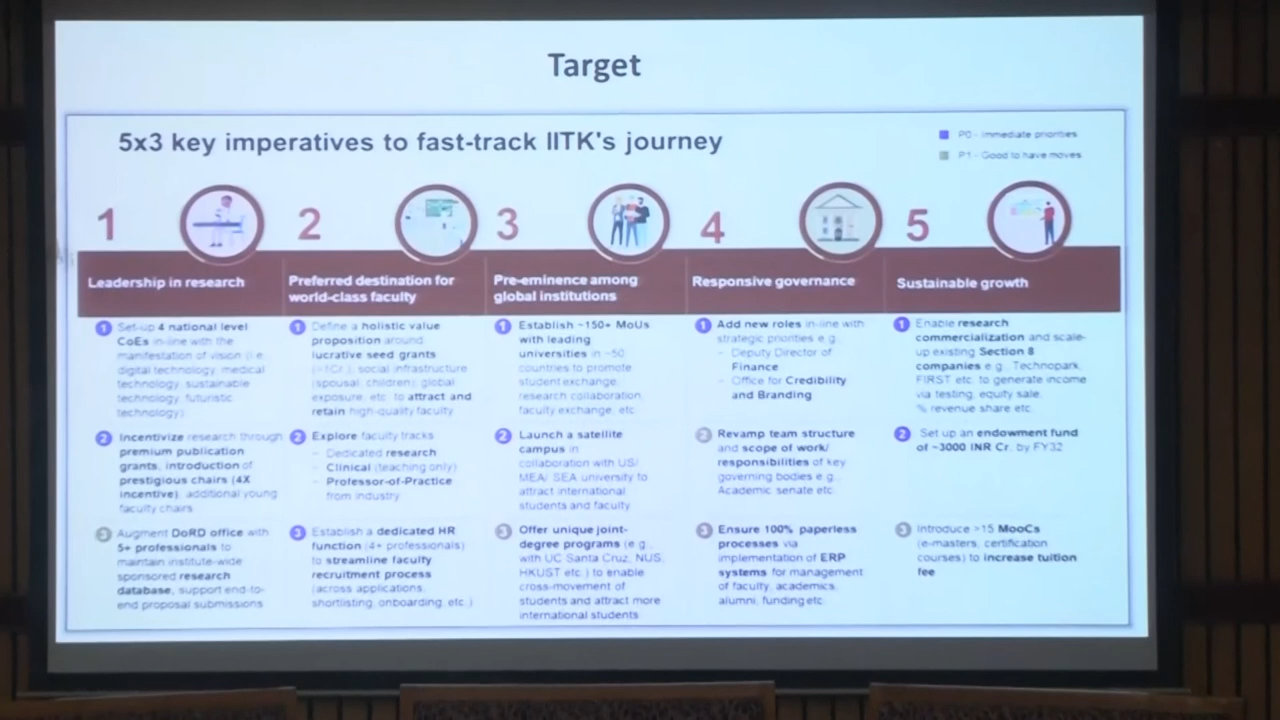 Target
5x3 key imperatives to fast-track IITK's journey
P0 - Immediate priorities
P1 - Good to have moves
1
Leadership in research
1 Set-up 4 national level
CoEs in-line with the
manifestation of vision (i.e.
digital technology, medical
technology, sustainable
technology, futuristic
technology)
2 Incentivize research through
premium publication
grants, introduction of
prestigious chairs (4X
incentive), additional young
faculty chairs
3 Augment DoRD office with
5+ professionals to
maintain institute-wide
sponsored research
database, support end-to-
end proposal submissions
2
Preferred destination for
world-class faculty
1 Define a holistic value
proposition around
lucrative seed grants
social infrastructure
(spousal, children), global
exposure, etc. to attract and
retain high-quality faculty
2 Explore faculty tracks
- Dedicated research
- Clinical (teaching only)
- Professor-of-Practice
from industry
3 Establish a dedicated HR
function (4+ professionals)
to streamline faculty
recruitment process
(across applications,
shortlisting, onboarding, etc.)
3
Pre-eminence among
global institutions
1 Establish ~150+ MoUs
with leading
universities in ~50
countries to promote
student exchange,
research collaboration,
faculty exchange, etc
2 Launch a satellite
campus in
collaboration with US/
MEA/ SEA university to
attract international
students and faculty
3 Offer unique joint-
degree programs (e.g.,
with UC Santa Cruz, NUS,
HKUST etc.) to enable
cross-movement of
students and attract more
international students
4
Responsive governance
1 Add new roles in-line with
strategic priorities e.g.,
- Deputy Director of
Finance
- Office for Credibility
and Branding
2 Revamp team structure
and scope of work/
responsibilities of key
governing bodies e.g.,
Academic senate etc.
3 Ensure 100% paperless
processes via
implementation of ERP
systems for management
of faculty, academics,
alumni, funding etc.
5
Sustainable growth
1 Enable research
commercialization and scale-
up existing Section 8
companies e.g., Technopark,
FIRST etc. to generate income
via testing, equity sale,
% revenue share etc.
2 Set up an endowment fund
of ~3000 INR Cr. by FY32
3 Introduce >15 MooCs
(e-masters, certification
courses) to increase tuition
fee